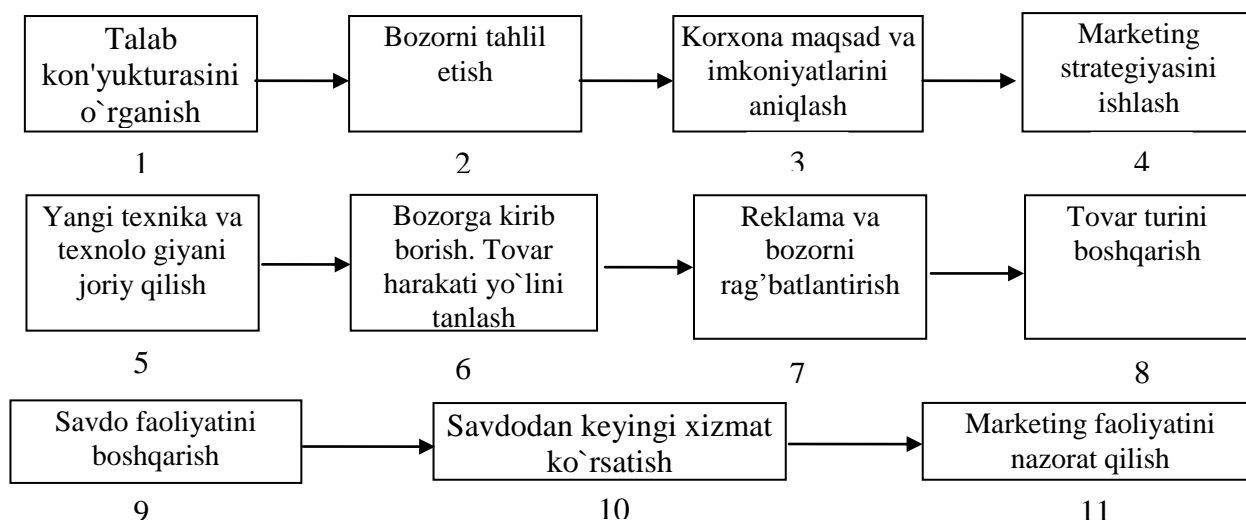 Talab
kon'yukturasini
o`rganish
Bozorni tahlil
etish
Korxona maqsad va
imkoniyatlarini
aniqlash
Marketing
strategiyasini
ishlash
1
2
3
4
Yangi texnika va
texnolo giyani
joriy qilish
Bozorga kirib
borish. Tovar
harakati yo`lini
tanlash
Reklama va
bozorni
rag’batlantirish
Tovar turini
boshqarish
5
6
7
8
Savdo faoliyatini
boshqarish
Savdodan keyingi xizmat
ko`rsatish
Marketing faoliyatini
nazorat qilish
9
10
11